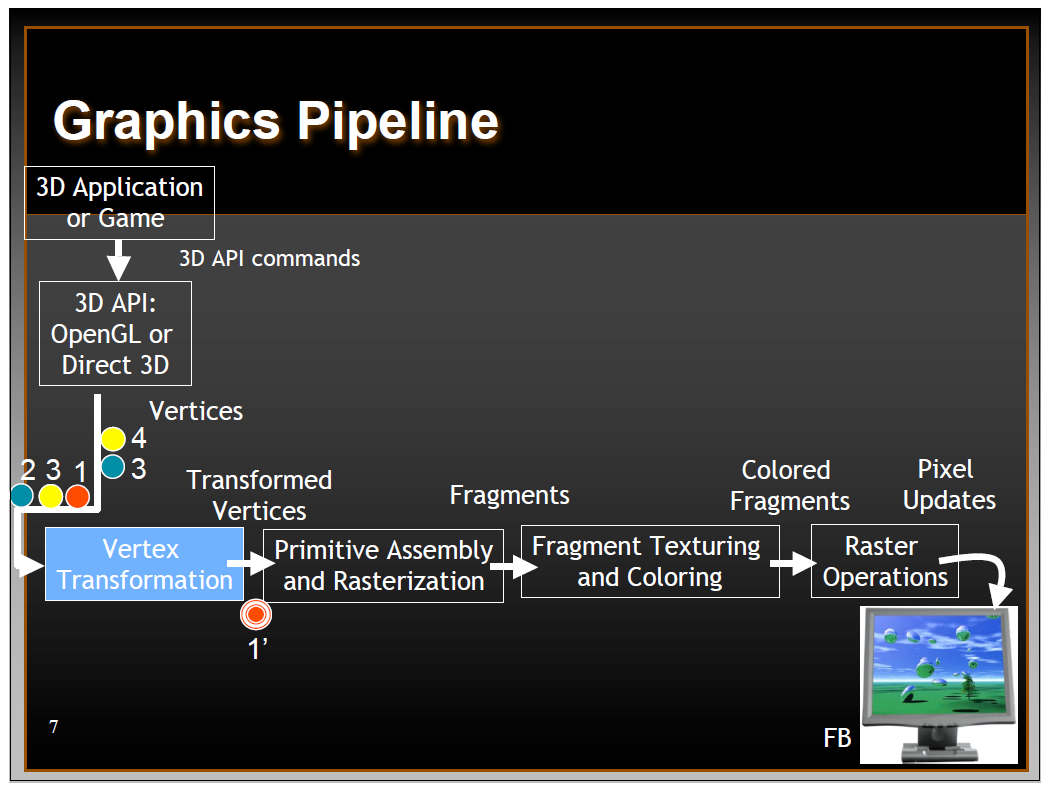 Graphics Pipeline
3D Application
or Game
3D API commands
3D API:
OpenGL or
Direct 3D
Vertices
4
3
2 3 1
Transformed
Vertices
Fragments
Colored
Fragments
Pixel
Updates
Vertex
Transformation
Primitive Assembly
and Rasterization
Fragment Texturing
and Coloring
Raster
Operations
1’
7
FB